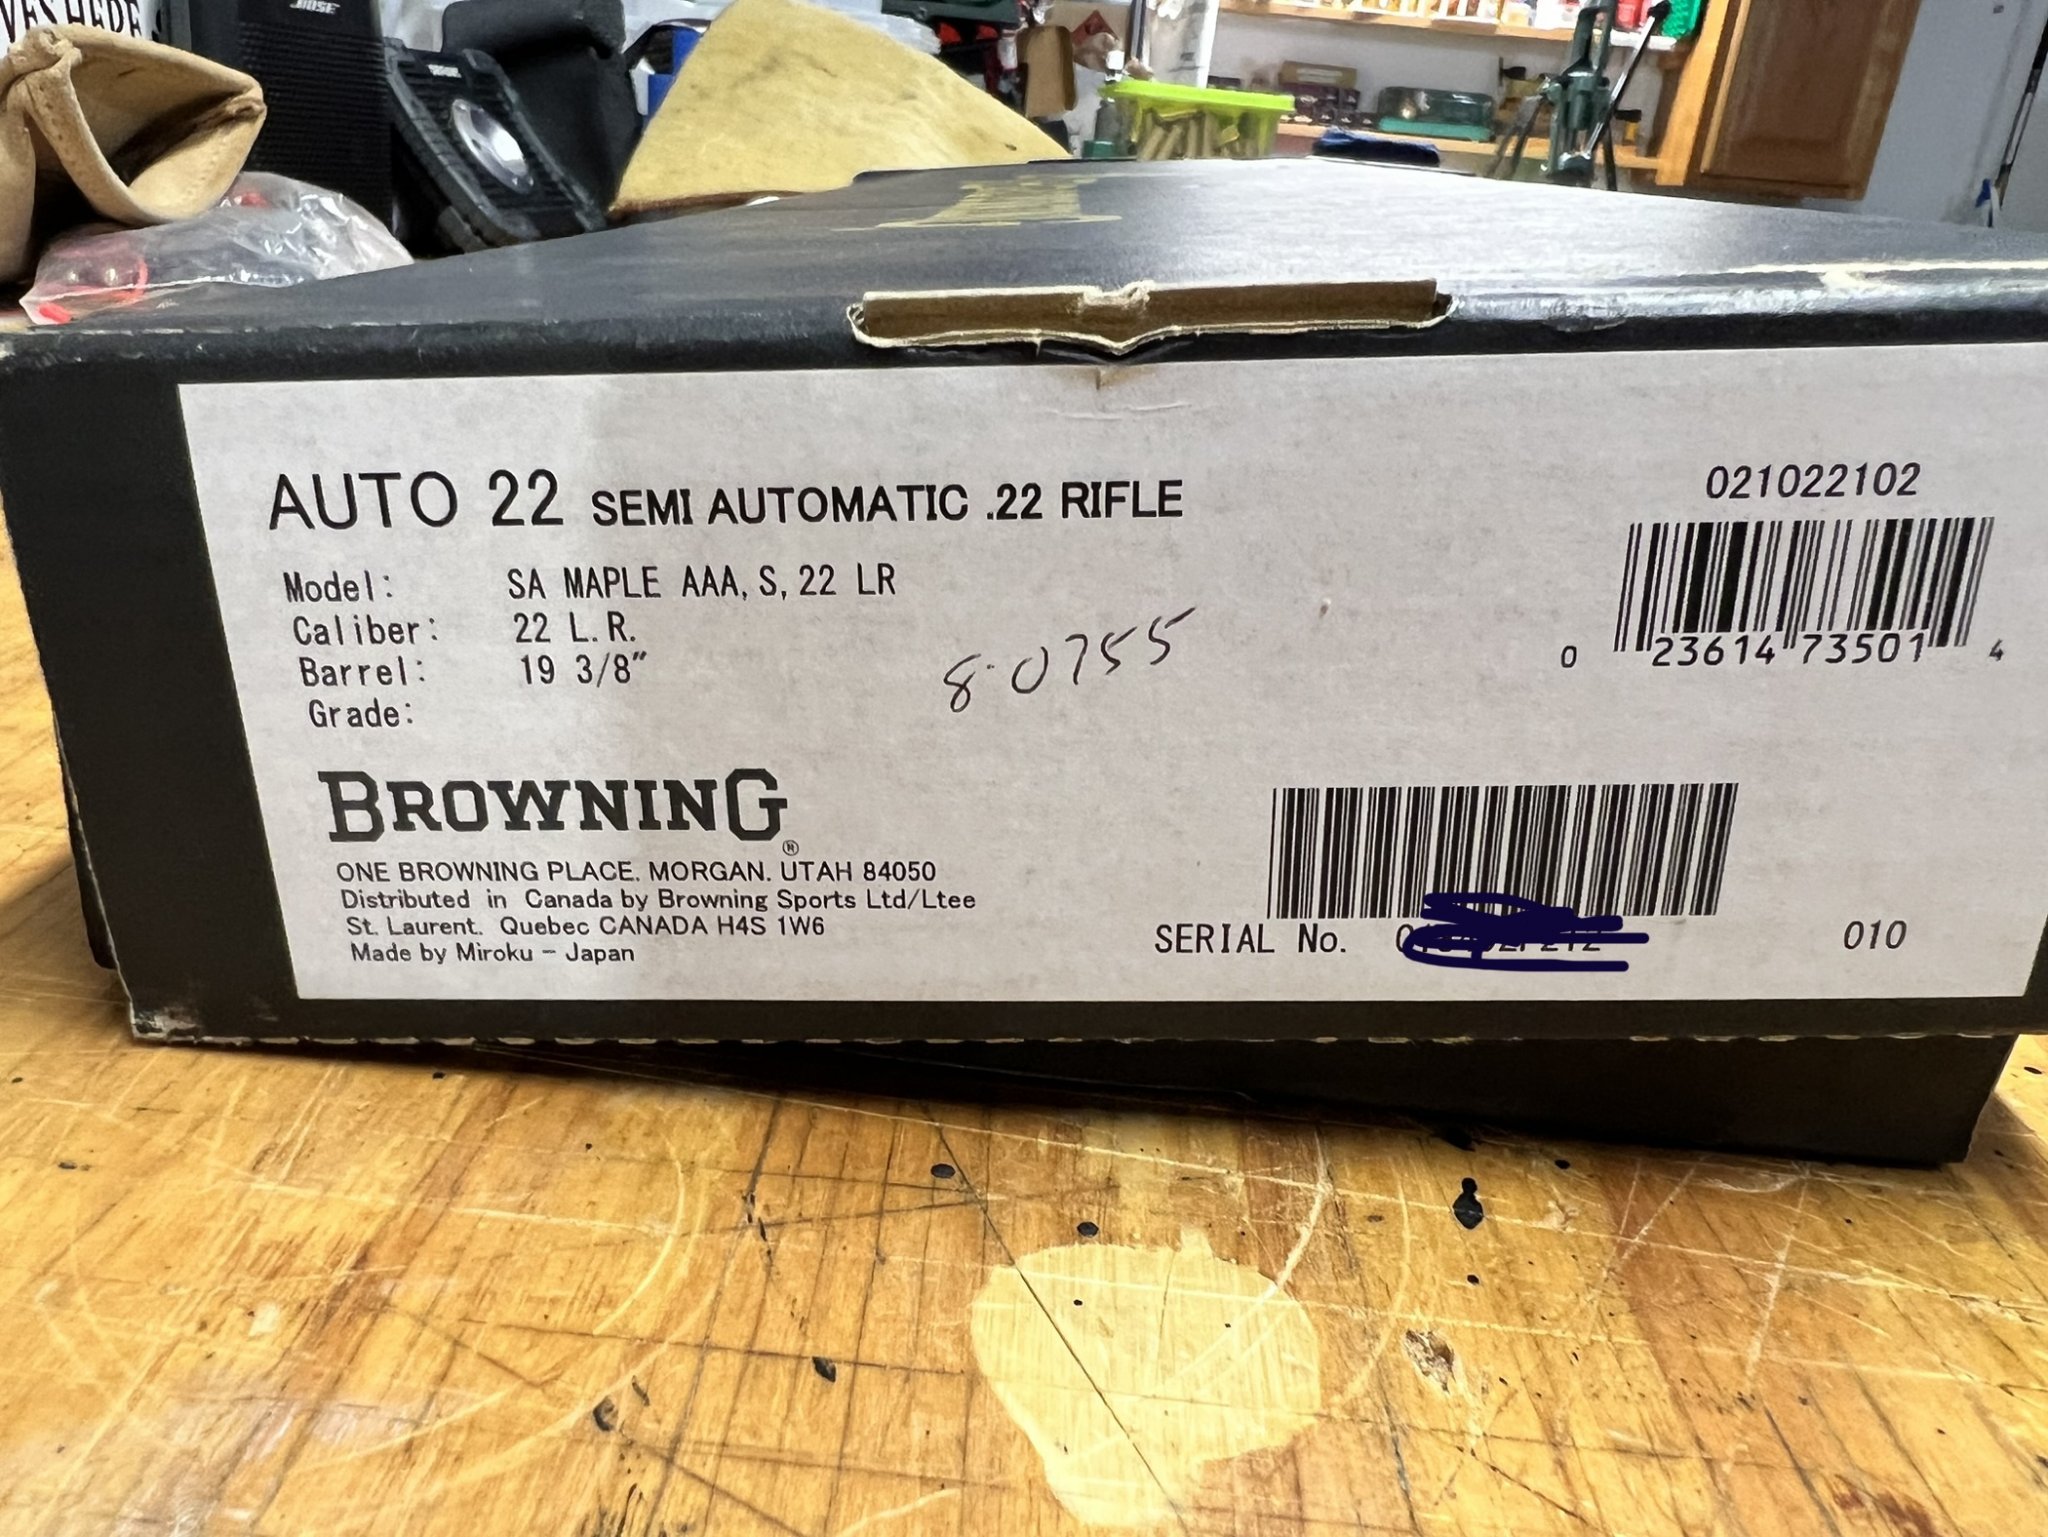 VES HERE
BOSE
AUTO 22 SEMI AUTOMATIC .22 RIFLE
Model: SA MAPLE AAA, S, 22 LR
Caliber: 22 L.R.
Barrel: 19 3/8"
Grade:
8-0755
021022102
0 23614 73501 4
BROWNING®
ONE BROWNING PLACE. MORGAN. UTAH 84050
Distributed in Canada by Browning Sports Ltd/Ltee
St. Laurent. Quebec CANADA H4S 1W6
Made by Miroku - Japan
SERIAL No.
010